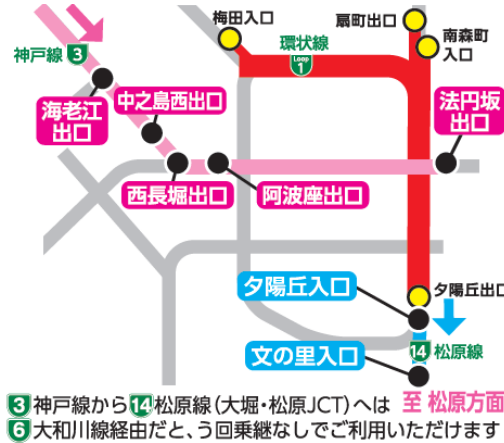 梅田入口
扇町出口
南森町
入口
環状線
Loop
1
神戸線 3
海老江
出口
中之島西出口
法円坂
出口
西長堀出口
阿波座出口
夕陽丘入口
夕陽丘出口
14 松原線
文の里入口
3 神戸線から 14 松原線(大堀・松原JCT)へは 至 松原方面
6 大和川線経由だと、う回乗継なしでご利用いただけます